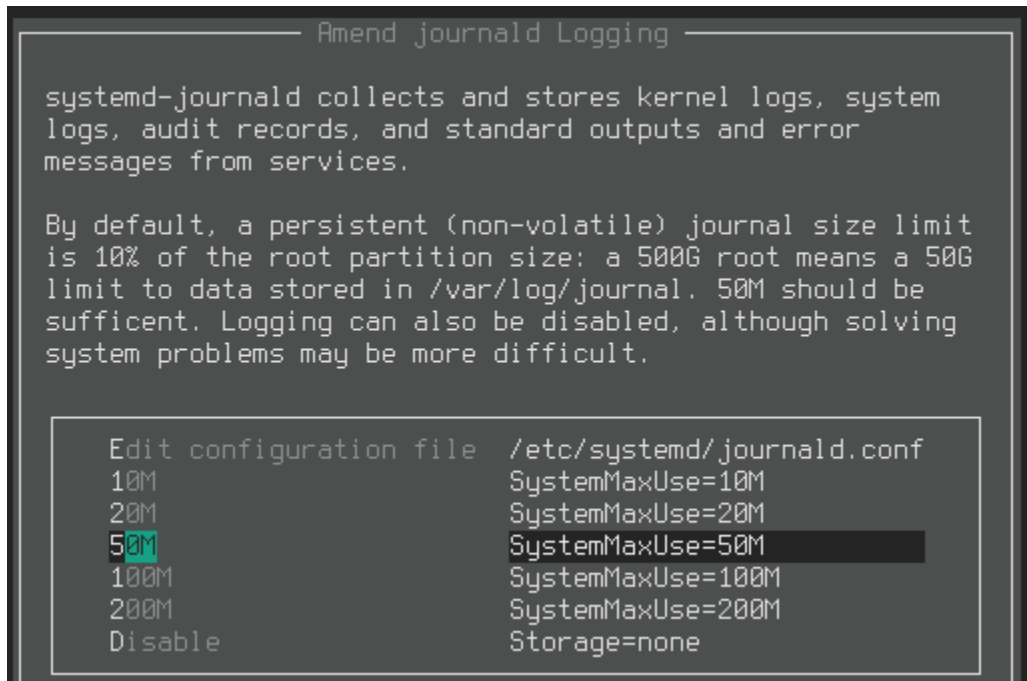 Amend journald Logging
systemd-journald collects and stores kernel logs, system
logs, audit records, and standard outputs and error
messages from services.
By default, a persistent (non-volatile) journal size limit
is 10% of the root partition size: a 500G root means a 50G
limit to data stored in /var/log/journal. 50M should be
sufficent. Logging can also be disabled, although solving
system problems may be more difficult.
Edit configuration file /etc/systemd/journald.conf
10M SystemMaxUse=10M
20M SystemMaxUse=20M
50M SystemMaxUse=50M
100M SystemMaxUse=100M
200M SystemMaxUse=200M
Disable Storage=none